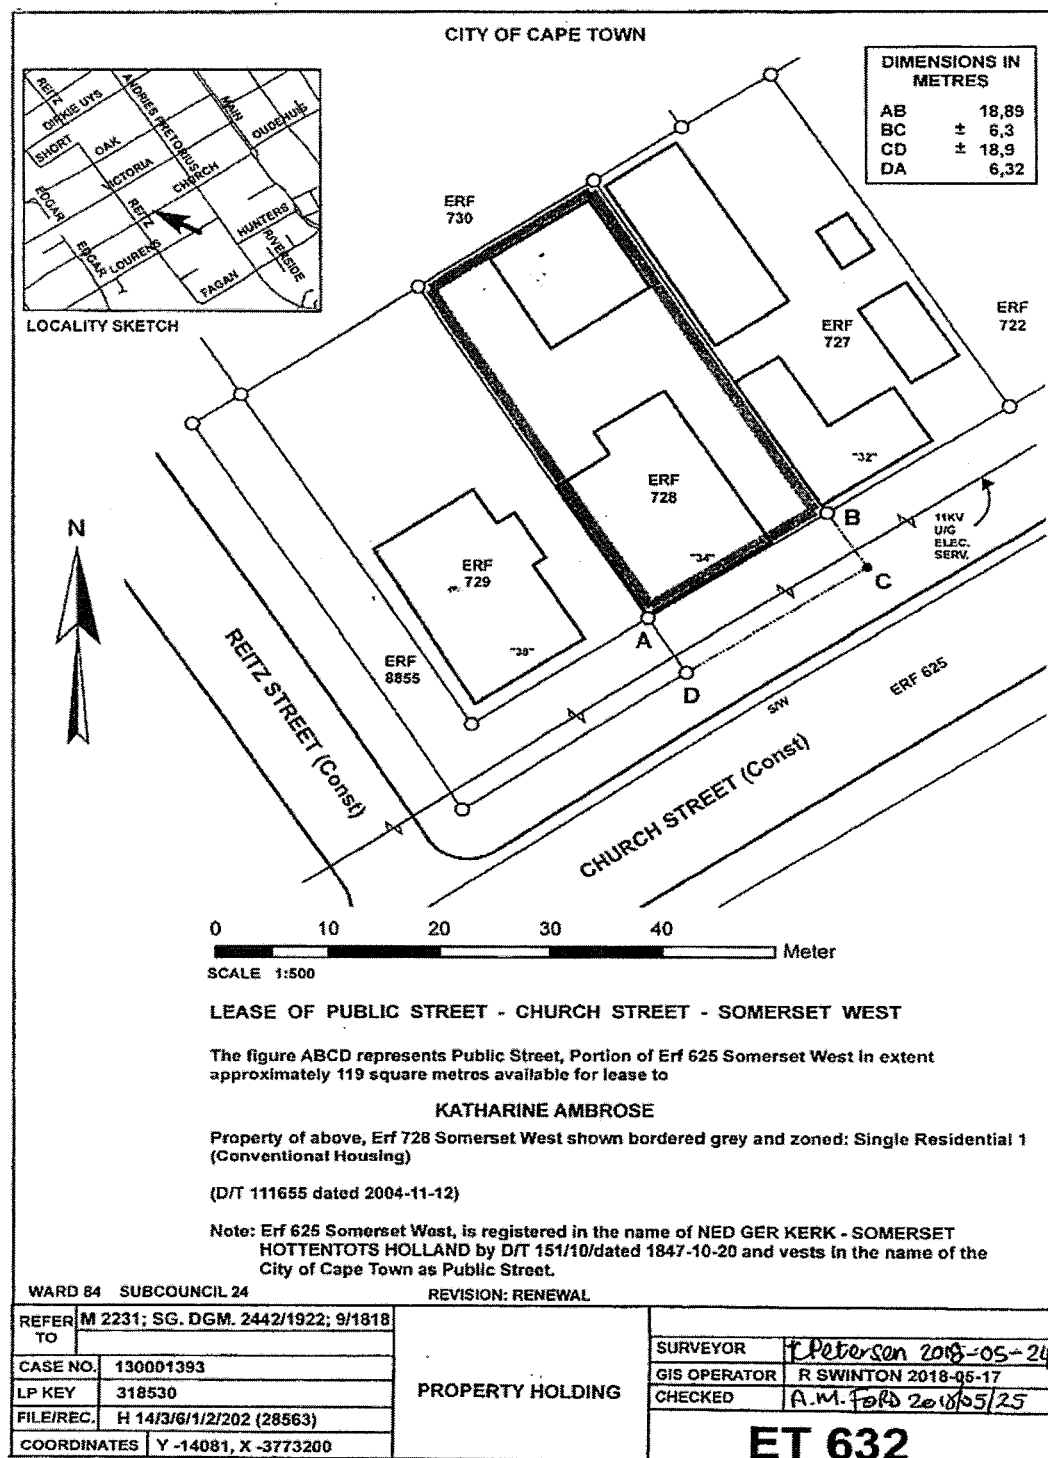 CITY OF CAPE TOWN
DIMENSIONS IN
METRES
AB 18,89
BC ± 6,3
CD ± 18,9
DA 6,32
REITZ
DIRKIE UYS
ANDRIES PRETORIUS
MAIN
OUDEHUIS
SHORT
OAK
VICTORIA
CHURCH
EDGAR
REITZ
HUNTERS
EDGAR
LOURENS
RIVERSIDE
FAGAN
LOCALITY SKETCH
ERF
730
ERF
727
ERF
722
"32"
ERF
728
"34"
B
11KV
U/G
ELEC.
SERV.
C
N
ERF
729
"38"
A
ERF
8855
D
ERF 625
S/W
REITZ STREET (Const)
CHURCH STREET (Const)
0 10 20 30 40 Meter
SCALE 1:500
LEASE OF PUBLIC STREET - CHURCH STREET - SOMERSET WEST
The figure ABCD represents Public Street, Portion of Erf 625 Somerset West in extent
approximately 119 square metres available for lease to
KATHARINE AMBROSE
Property of above, Erf 728 Somerset West shown bordered grey and zoned: Single Residential 1
(Conventional Housing)
(D/T 111655 dated 2004-11-12)
Note: Erf 625 Somerset West, is registered in the name of NED GER KERK - SOMERSET
HOTTENTOTS HOLLAND by D/T 151/10/dated 1847-10-20 and vests in the name of the
City of Cape Town as Public Street.
WARD 84 SUBCOUNCIL 24
REVISION: RENEWAL
REFER TO M 2231; SG. DGM. 2442/1922; 9/1818
CASE NO. 130001393
LP KEY 318530
FILE/REC. H 14/3/6/1/2/202 (28563)
COORDINATES Y -14081, X -3773200
PROPERTY HOLDING
SURVEYOR t Petersen 2018-05-24
GIS OPERATOR R SWINTON 2018-05-17
CHECKED A.M. FORD 2018/05/25
ET 632